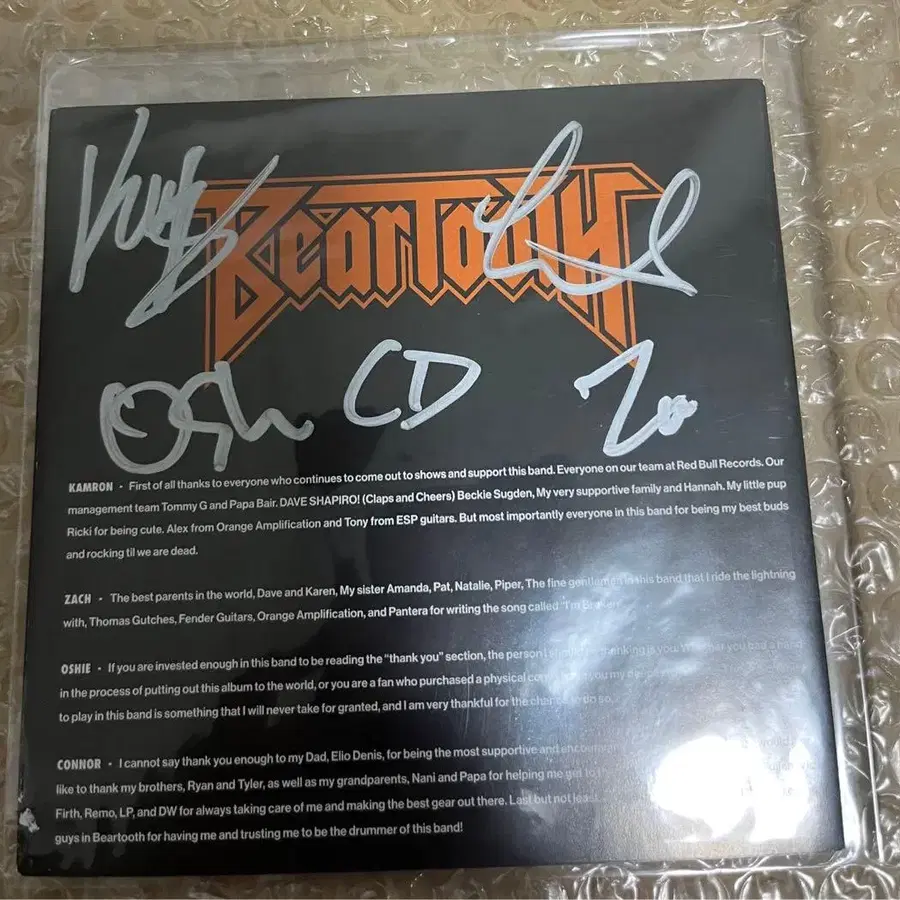 BEARTOOTH
OSh CD Zo
KAMRON • First of all thanks to everyone who continues to come out to shows and support this band. Everyone on our team at Red Bull Records. Our
management team Tommy G and Papa Bair. DAVE SHAPIRO! (Claps and Cheers) Beckie Sugden, My very supportive family and Hannah. My little pup
Ricki for being cute. Alex from Orange Amplification and Tony from ESP guitars. But most importantly everyone in this band for being my best buds
and rocking til we are dead.
ZACH • The best parents in the world, Dave and Karen, My sister Amanda, Pat, Natalie, Piper, The fine gentlemen in this band that I ride the lightning
with, Thomas Gutches, Fender Guitars, Orange Amplification, and Pantera for writing the song called "I'm Broken"
OSHIE • If you are invested enough in this band to be reading the “thank you” section, the person I should be thanking is you. Whether you had a hand
in the process of putting out this album to the world, or you are a fan who purchased a physical
to play in this band is something that I will never take for granted, and I am very thankful for the chance to do so.
CONNOR • I cannot say thank you enough to my Dad, Elio Denis, for being the most supportive and would
like to thank my brothers, Ryan and Tyler, as well as my grandparents, Nani and Papa for helping me get to
Firth, Remo, LP, and DW for always taking care of me and making the best gear out there. Last but not least
guys in Beartooth for having me and trusting me to be the drummer of this band!